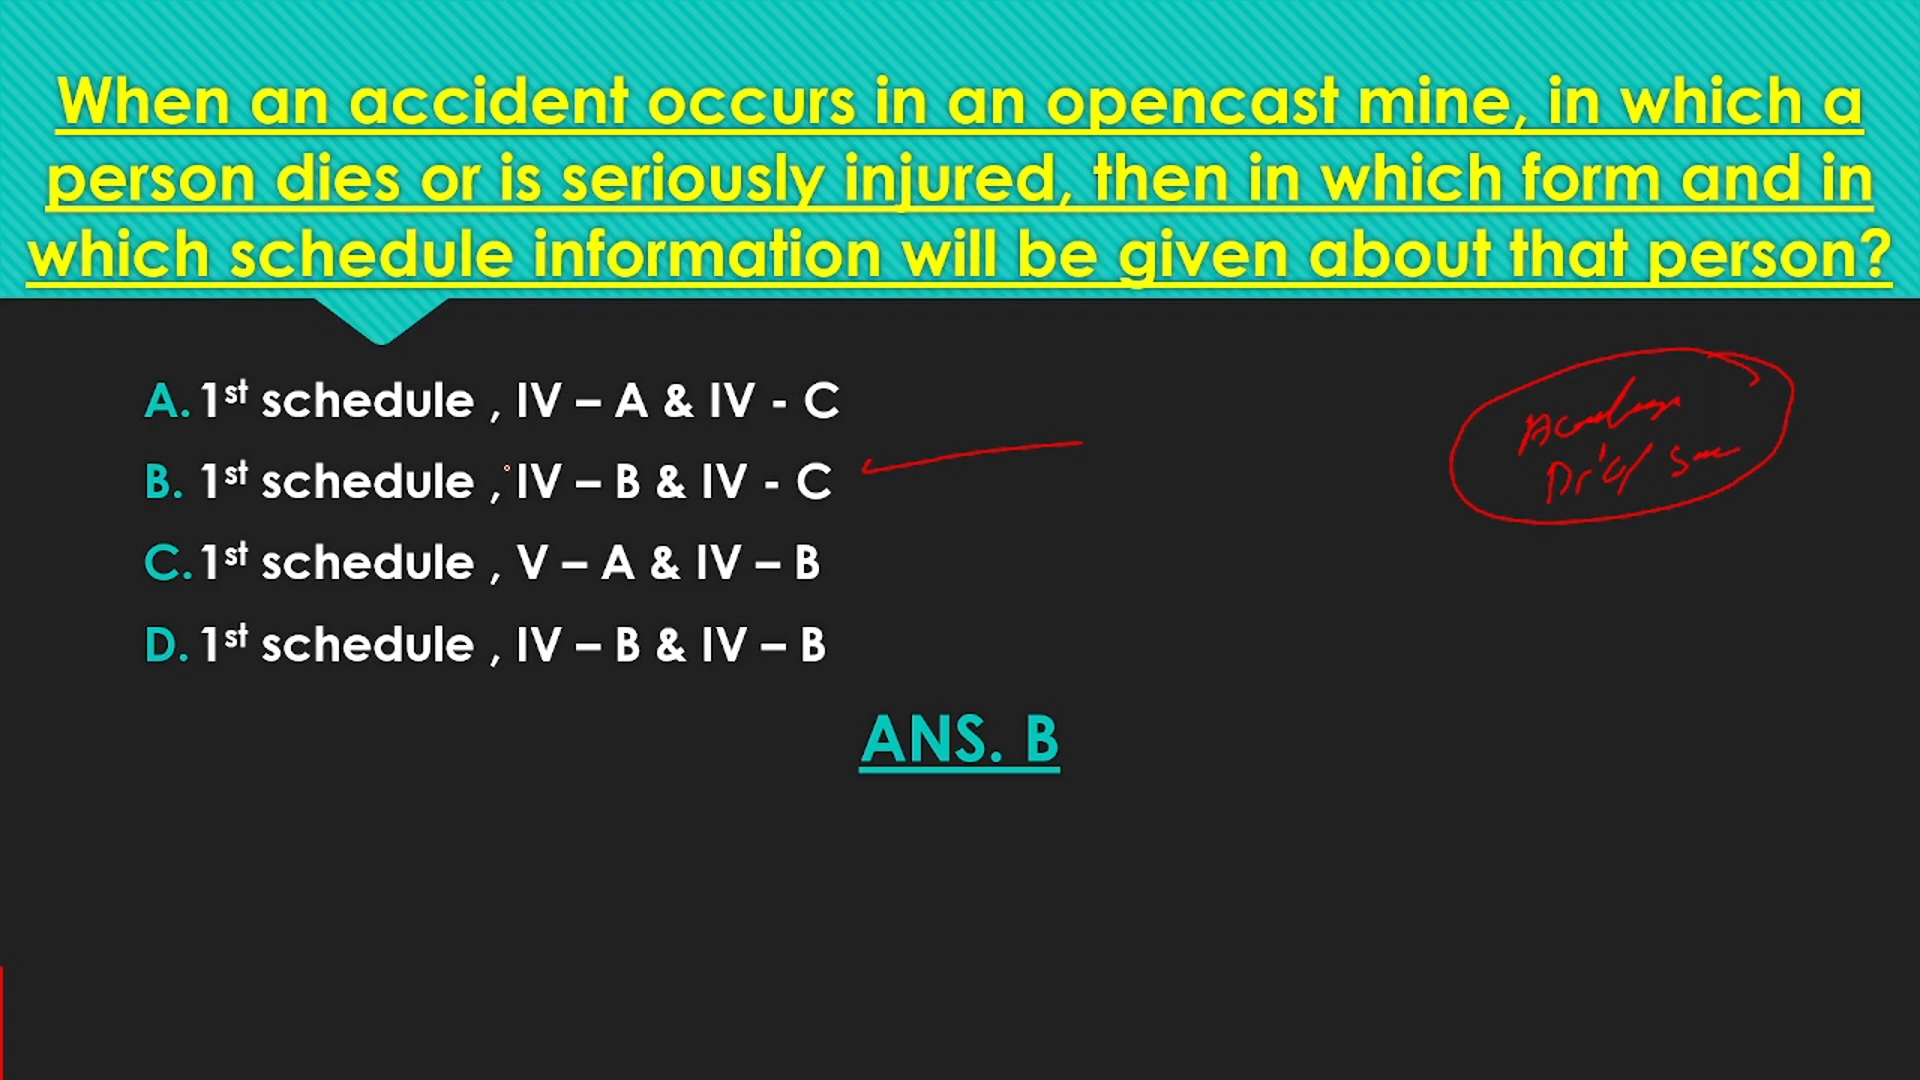 When an accident occurs in an opencast mine, in which a
person dies or is seriously injured, then in which form and in
which schedule information will be given about that person?
A. 1st schedule , IV – A & IV - C
B. 1st schedule , IV – B & IV - C
C. 1st schedule , V – A & IV – B
D. 1st schedule , IV – B & IV – B
ANS. B